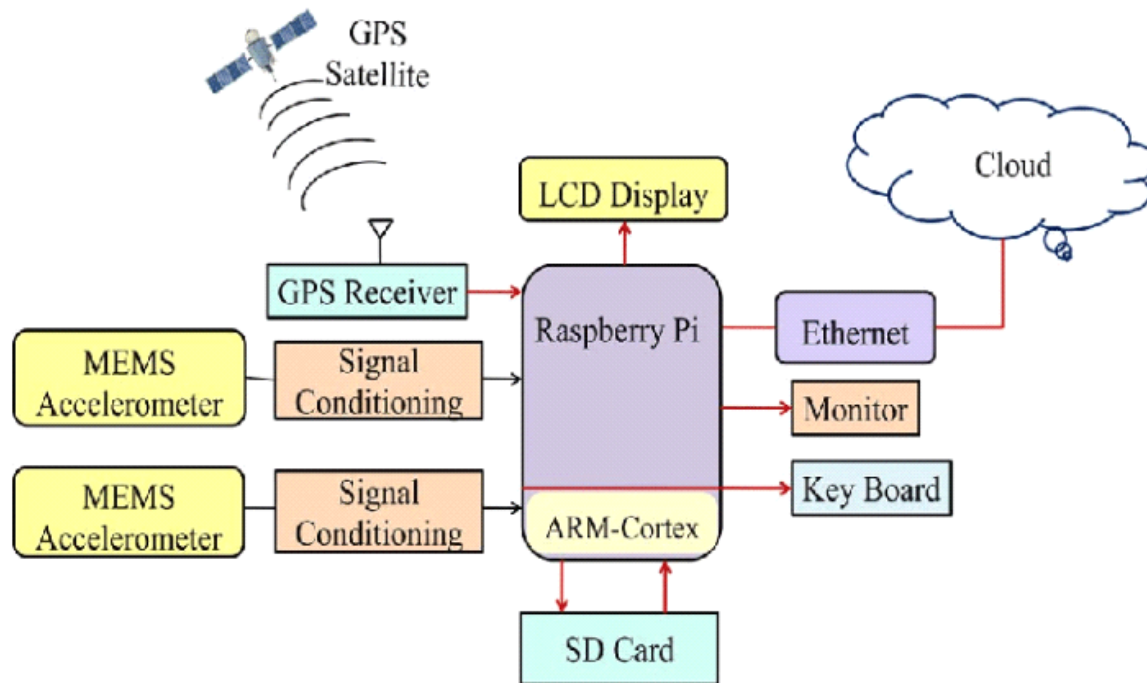 GPS
Satellite
Cloud
LCD Display
GPS Receiver
Raspberry Pi
Ethernet
MEMS
Accelerometer
Signal
Conditioning
Monitor
MEMS
Accelerometer
Signal
Conditioning
Key Board
ARM-Cortex
SD Card